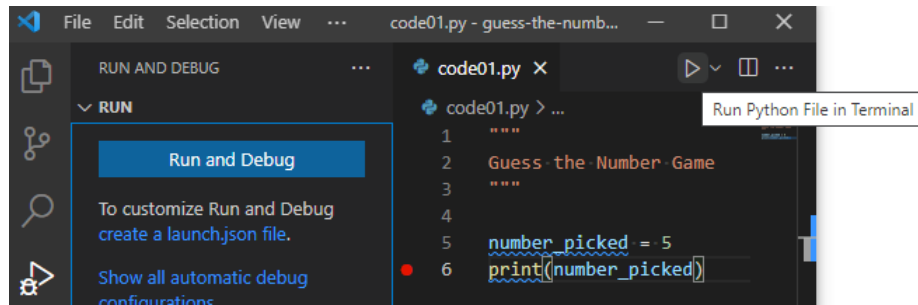 File Edit Selection View ··· code01.py - guess-the-numb...
RUN AND DEBUG ···
code01.py
RUN
code01.py > ...
Run Python File in Terminal
Run and Debug
To customize Run and Debug
create a launch.json file.
Show all automatic debug
configurations
1 """
2 Guess the Number Game
3 """
4
5 number_picked = 5
6 print(number_picked)